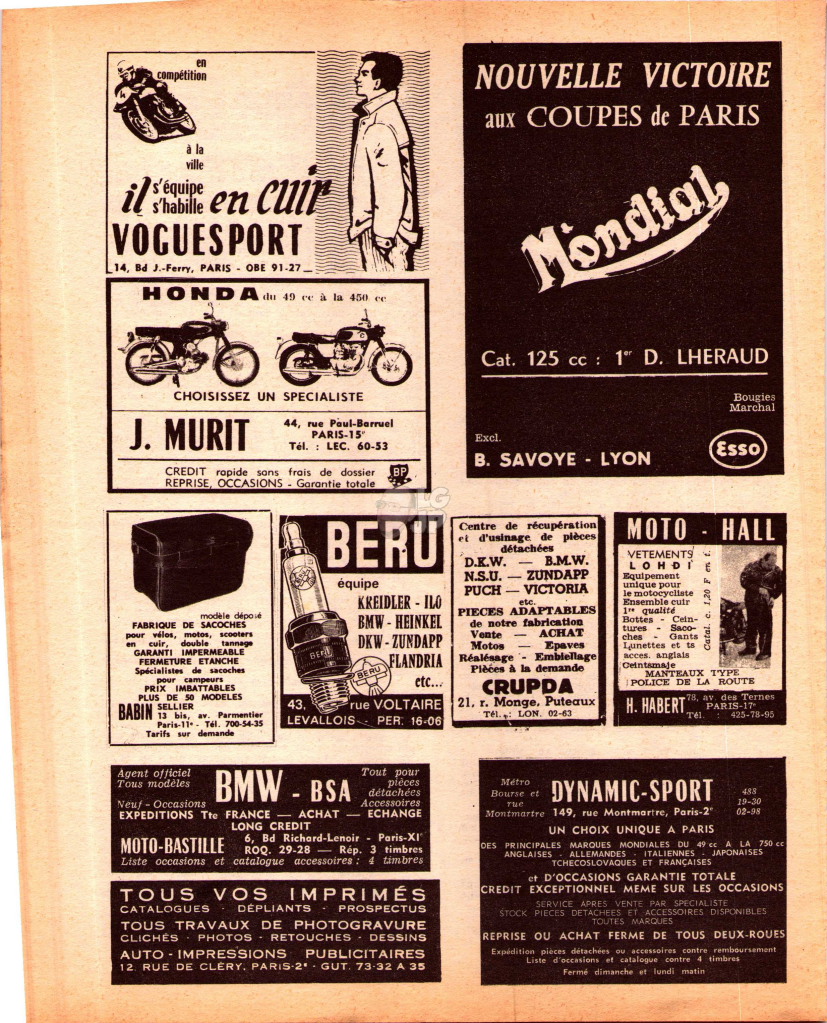 en
compétition
à la
ville
il s'équipe
s'habille en cuir
VOGUESPORT
14, Bd J.-Ferry, PARIS - OBE 91-27
NOUVELLE VICTOIRE
aux COUPES de PARIS
Mondial
Cat. 125 cc : 1er D. LHERAUD
Bougies
Marchal
Excl.
B. SAVOYE - LYON
Esso
HONDA du 49 cc à la 450 cc
CHOISISSEZ UN SPECIALISTE
J. MURIT
44, rue Paul-Barruel
PARIS-15e
Tél. : LEC. 60-53
CREDIT rapide sans frais de dossier
REPRISE, OCCASIONS - Garantie totale
BP
modèle déposé
FABRIQUE DE SACOCHES
pour vélos, motos, scooters
en cuir, double tannage
GARANTI IMPERMEABLE
FERMETURE ETANCHE
Spécialistes de sacoches
pour campeurs
PRIX IMBATTABLES
PLUS DE 50 MODELES
BABIN SELLIER
13 bis, av. Parmentier
Paris-11e - Tél. 700-54-35
Tarifs sur demande
BERU
équipe
KREIDLER - ILO
BMW - HEINKEL
DKW - ZUNDAPP
FLANDRIA
etc...
BERU
BERU
43, rue VOLTAIRE
LEVALLOIS - PER. 16-06
Centre de récupération
et d'usinage de pièces
détachées
D.K.W. — B.M.W.
N.S.U. — ZUNDAPP
PUCH — VICTORIA
etc.
PIECES ADAPTABLES
de notre fabrication
Vente — ACHAT
Motos — Epaves
Réalésage - Embiellage
Pièces à la demande
CRUPDA
21, r. Monge, Puteaux
Tél. : LON. 02-63
MOTO - HALL
VETEMENTS
LOHDI
Equipement
unique pour
le motocycliste
Ensemble cuir
1re qualité
Bottes - Cein-
tures - Saco-
ches - Gants
Lunettes et ts
acces. anglais
Ceintsmaje
Catal. c. 1,20 F en t.
MANTEAUX TYPE
POLICE DE LA ROUTE
H. HABERT 78, av. des Ternes
PARIS-17e
Tél. : 425-78-95
Agent officiel
Tous modèles
BMW - BSA
Tout pour
pièces
détachées
Neuf - Occasions
Accessoires
EXPEDITIONS Tte FRANCE — ACHAT — ECHANGE
LONG CREDIT
MOTO-BASTILLE 6, Bd Richard-Lenoir - Paris-XIe
ROQ. 29-28 — Rép. 3 timbres
Liste occasions et catalogue accessoires : 4 timbres
TOUS VOS IMPRIMÉS
CATALOGUES · DÉPLIANTS · PROSPECTUS
TOUS TRAVAUX DE PHOTOGRAVURE
CLICHÉS · PHOTOS · RETOUCHES · DESSINS
AUTO-IMPRESSIONS PUBLICITAIRES
12, RUE DE CLÉRY, PARIS-2e · GUT. 73-32 A 35
Métro
Bourse et
rue
Montmartre
DYNAMIC-SPORT
149, rue Montmartre, Paris-2e
488
19-30
02-98
UN CHOIX UNIQUE A PARIS
DES PRINCIPALES MARQUES MONDIALES DU 49 cc A LA 750 cc
ANGLAISES - ALLEMANDES - ITALIENNES - JAPONAISES
TCHECOSLOVAQUES ET FRANÇAISES
et D'OCCASIONS GARANTIE TOTALE
CREDIT EXCEPTIONNEL MEME SUR LES OCCASIONS
SERVICE APRES VENTE PAR SPECIALISTE
STOCK PIECES DETACHEES ET ACCESSOIRES DISPONIBLES
TOUTES MARQUES
REPRISE OU ACHAT FERME DE TOUS DEUX-ROUES
Expédition pièces détachées ou accessoires contre remboursement
Liste d'occasions et catalogue contre 4 timbres
Fermé dimanche et lundi matin